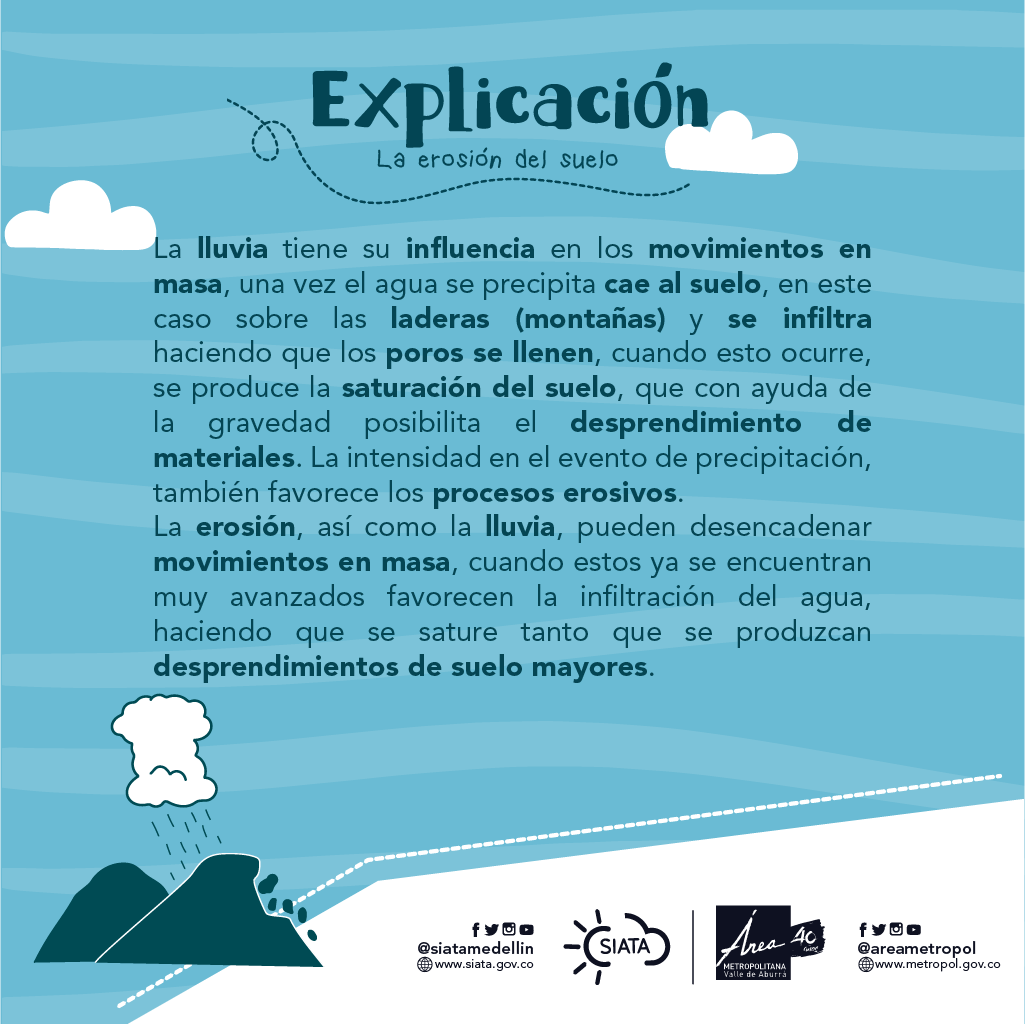 Explicación
La erosión del suelo
La lluvia tiene su influencia en los movimientos en
masa, una vez el agua se precipita cae al suelo, en este
caso sobre las laderas (montañas) y se infiltra
haciendo que los poros se llenen, cuando esto ocurre,
se produce la saturación del suelo, que con ayuda de
la gravedad posibilita el desprendimiento de
materiales. La intensidad en el evento de precipitación,
también favorece los procesos erosivos.
La erosión, así como la lluvia, pueden desencadenar
movimientos en masa, cuando estos ya se encuentran
muy avanzados favorecen la infiltración del agua,
haciendo que se sature tanto que se produzcan
desprendimientos de suelo mayores.
@siatamedellin
www.siata.gov.co
SIATA
Área
40
METROPOLITANA
Valle de Aburrá
@areametropol
www.metropol.gov.co